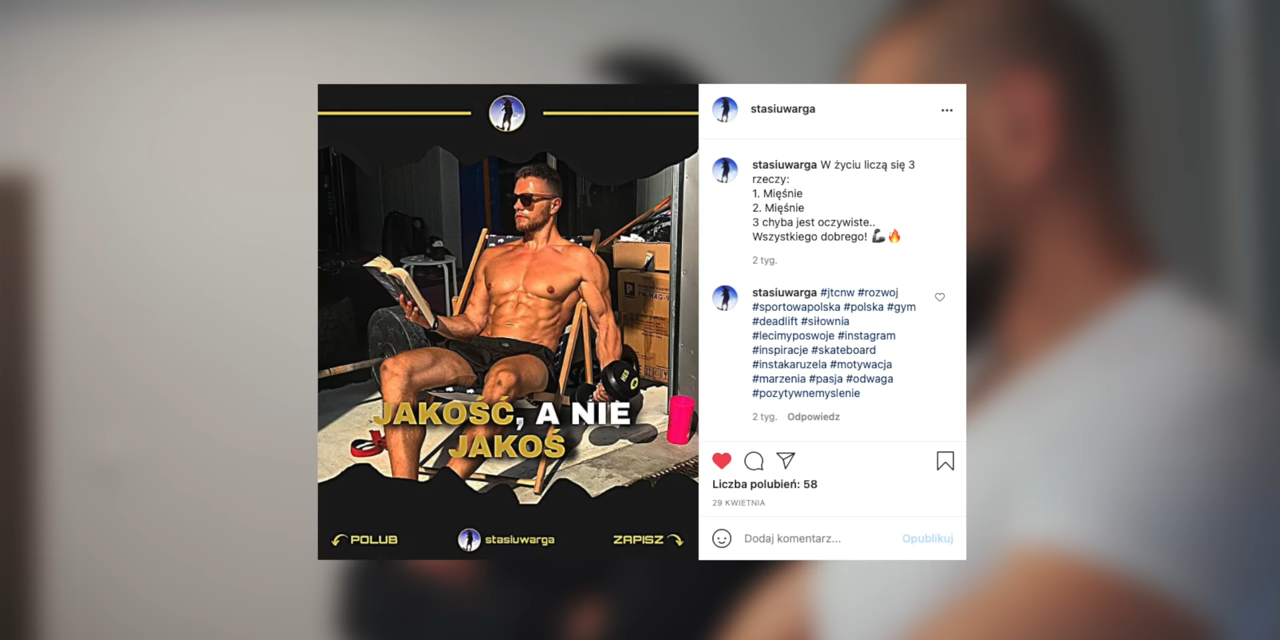 JAKOŚĆ, A NIE
JAKOŚ
POLUB
stasiuwarga
ZAPISZ
stasiuwarga
stasiuwarga W życiu liczą się 3
rzeczy:
1. Mięśnie
2. Mięśnie
3 chyba jest oczywiste..
Wszystkiego dobrego! 💪🔥
2 tyg.
stasiuwarga #jtcnw #rozwoj
#sportowapolska #polska #gym
#deadlift #siłownia
#lecimyposwoje #instagram
#inspiracje #skateboard
#instakaruzela #motywacja
#marzenia #pasja #odwaga
#pozytywnemyslenie
2 tyg. Odpowiedz
Liczba polubień: 58
29 KWIETNIA
Dodaj komentarz... Opublikuj